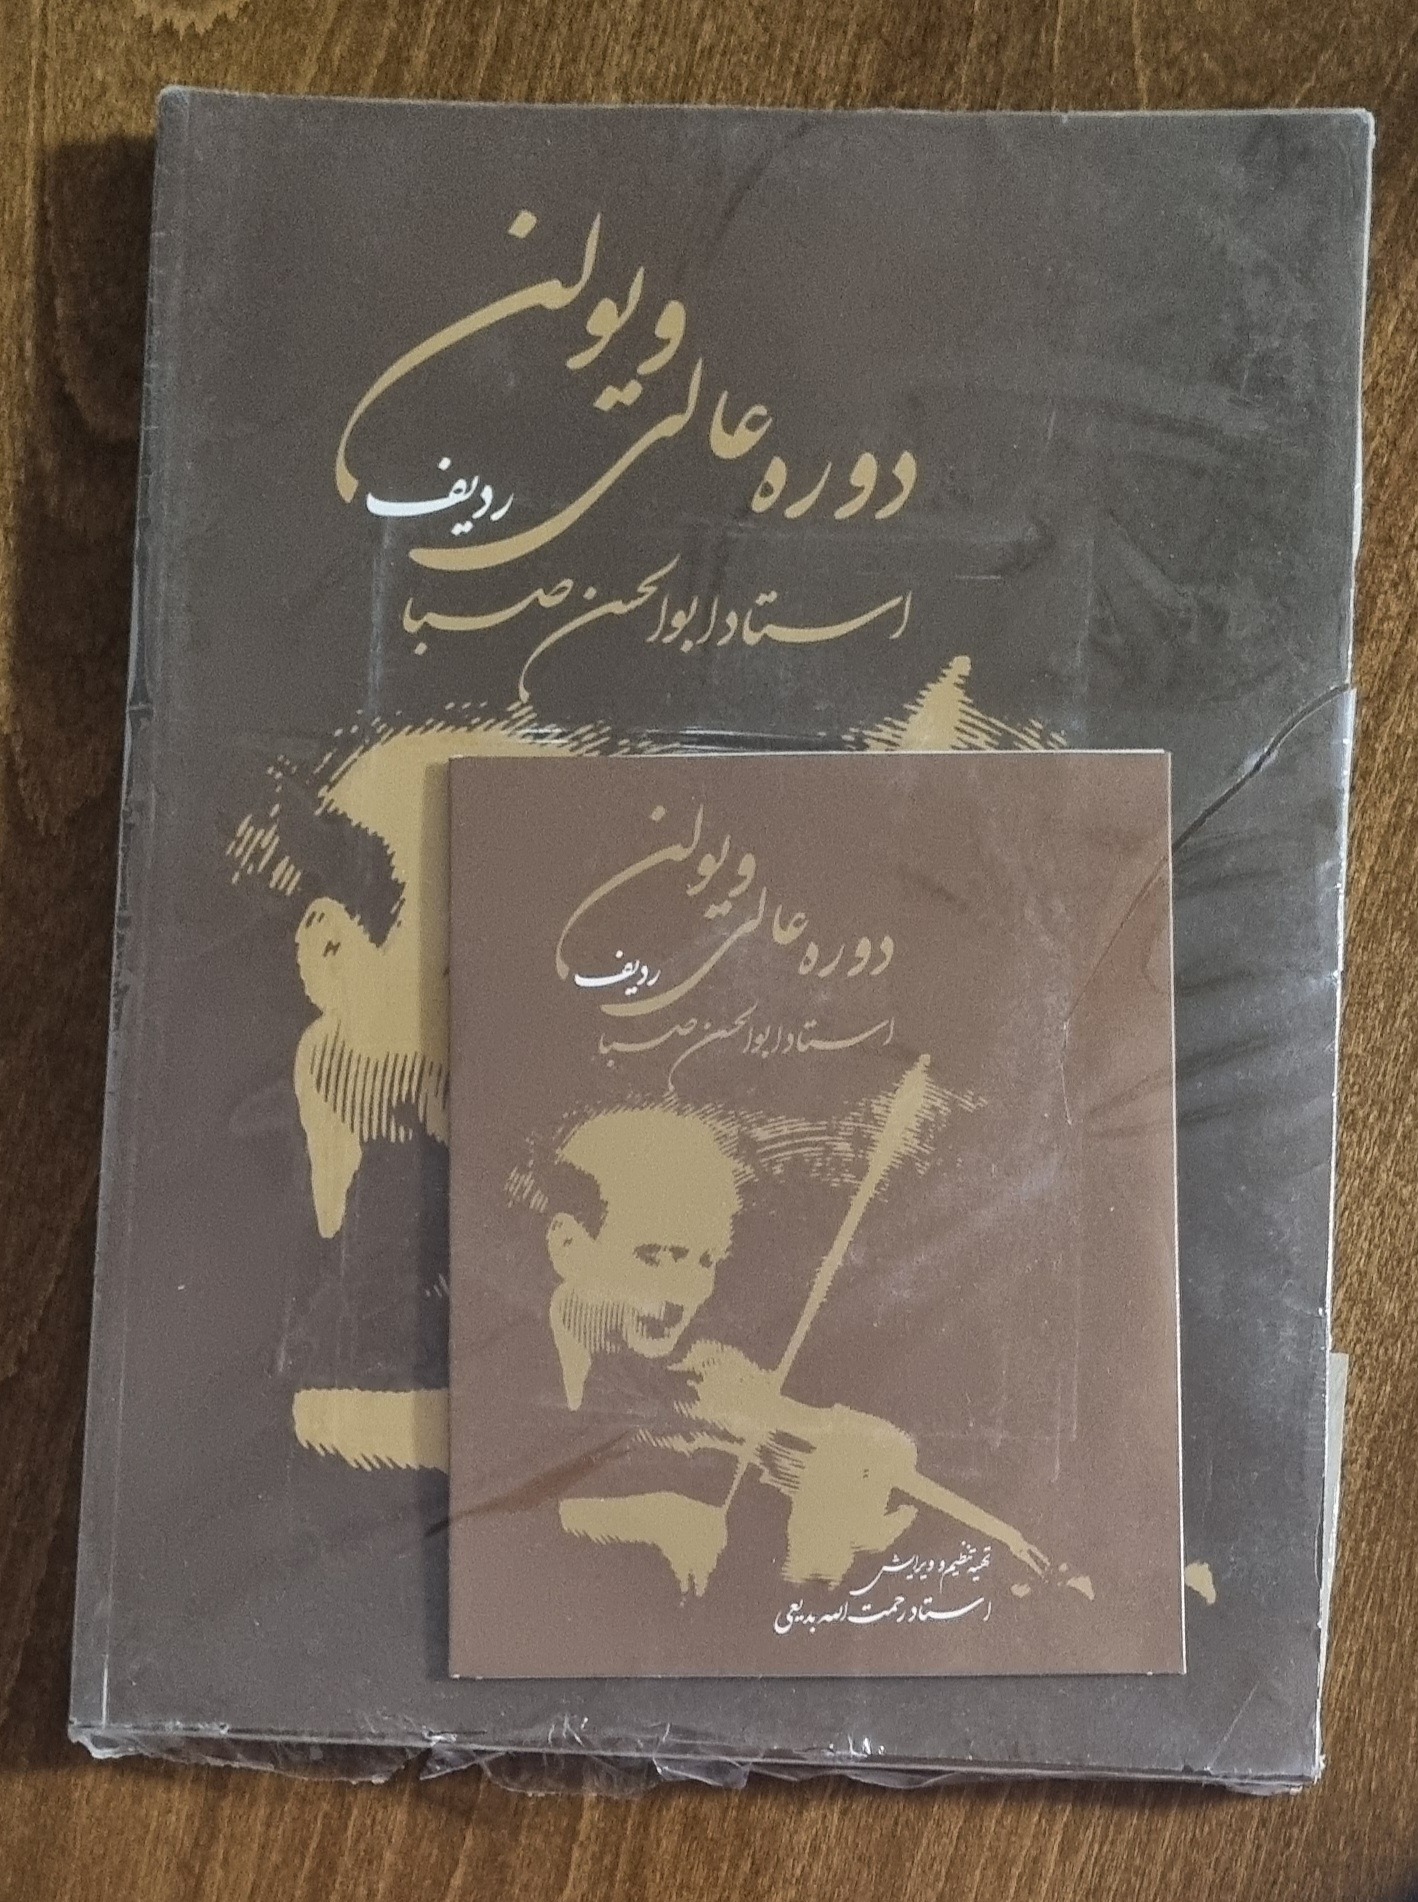 دوره عالی ویولن
ردیف
استاد ابوالحسن صبا
دوره عالی ویولن
ردیف
استاد ابوالحسن صبا
تهیه تنظیم و ویرایش
استاد رحمت الله بدیعی